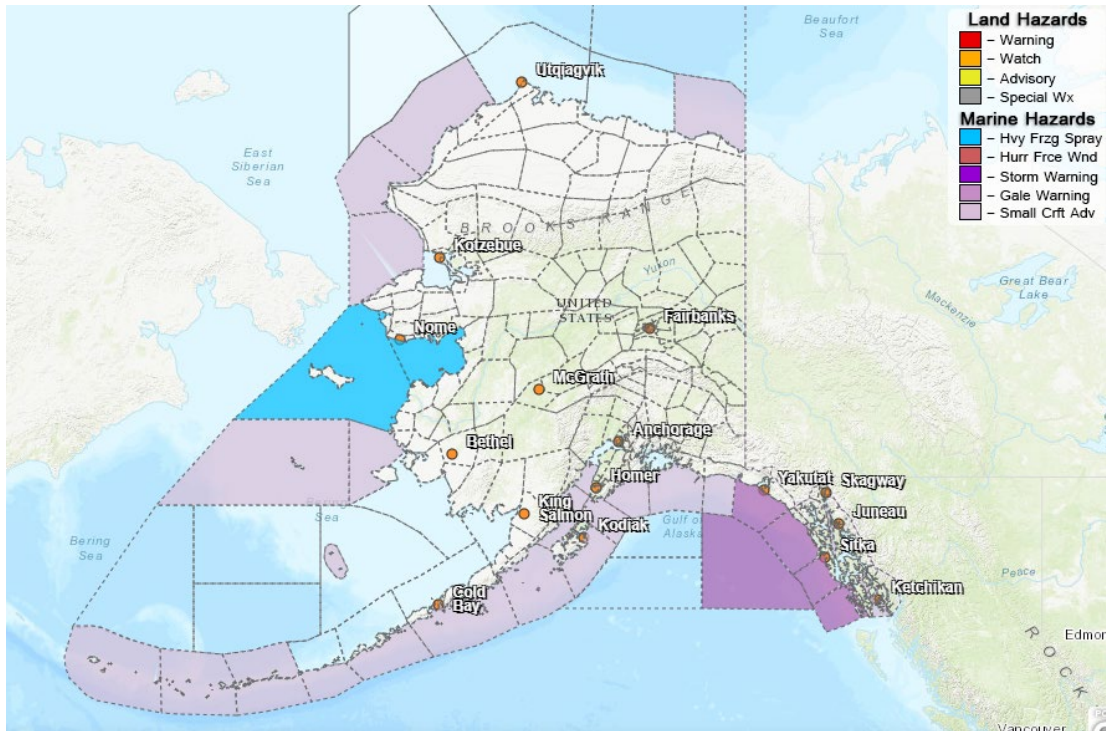 Beaufort
Sea
Land Hazards
– Warning
– Watch
– Advisory
– Special Wx
Marine Hazards
– Hvy Frzg Spray
– Hurr Frce Wnd
– Storm Warning
– Gale Warning
– Small Crft Adv
Utqiagvik
East
Siberian
Sea
BROOKS RANGE
Kotzebue
Yukon
Great Bear
Lake
Mackenzie
UNITED
STATES
Fairbanks
Nome
McGrath
Anchorage
Bethel
Homer
Yakutat
Skagway
Bering
Sea
King
Salmon
Kodiak
Gulf of
Alaska
Juneau
Bering
Sea
Sitka
Peace
Cold
Bay
Ketchikan
ROCK
Edmon
Vancouver